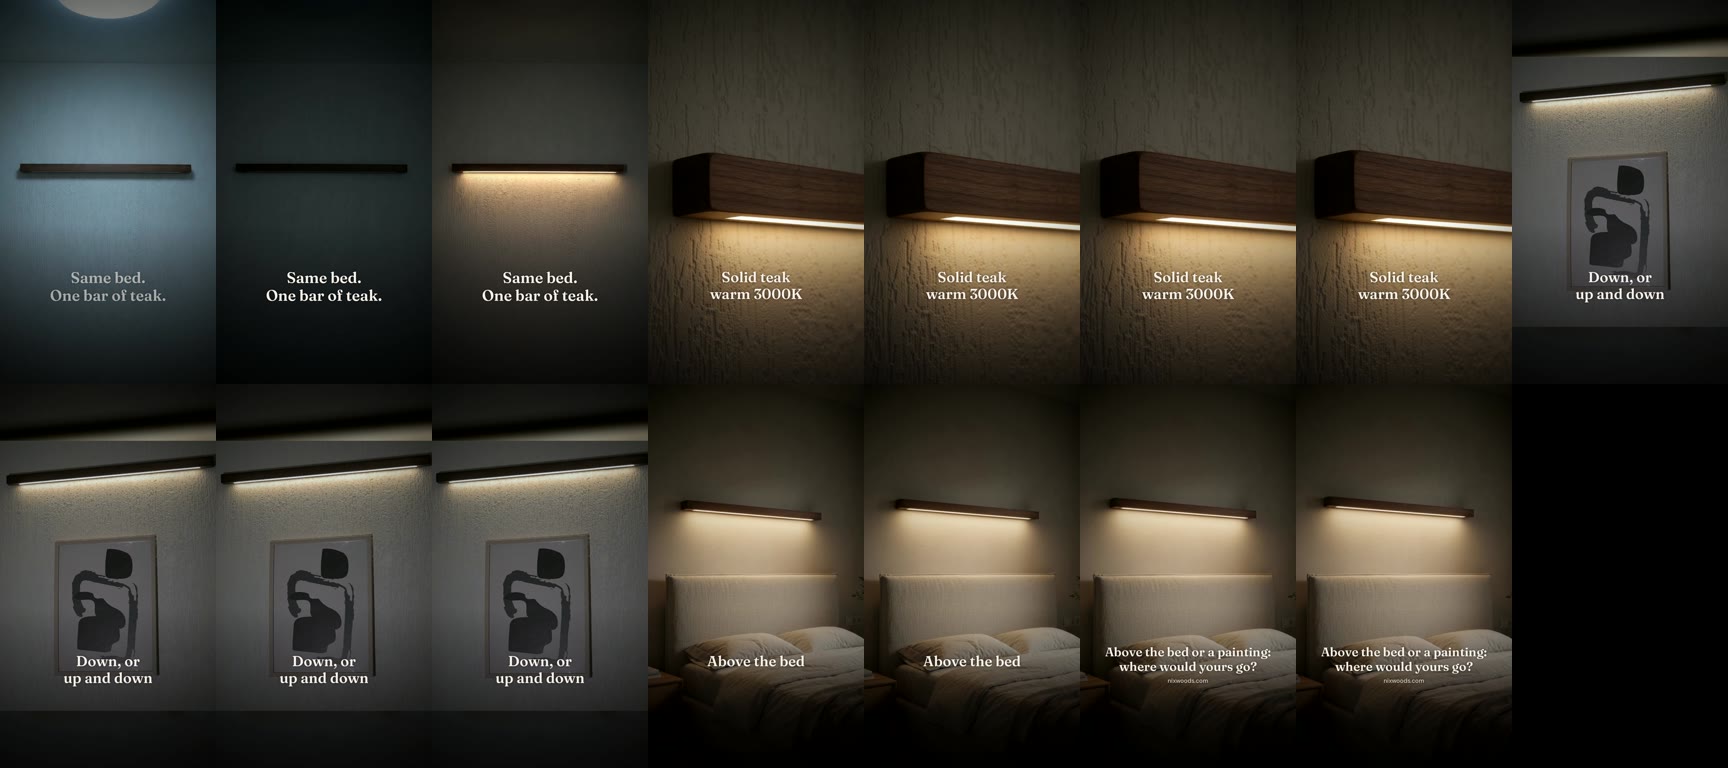 Same bed.
One bar of teak.
Same bed.
One bar of teak.
Same bed.
One bar of teak.
Solid teak
warm 3000K
Solid teak
warm 3000K
Solid teak
warm 3000K
Solid teak
warm 3000K
Down, or
up and down
Down, or
up and down
Down, or
up and down
Down, or
up and down
Above the bed
Above the bed
Above the bed or a painting:
where would yours go?
nixwoods.com
Above the bed or a painting:
where would yours go?
nixwoods.com